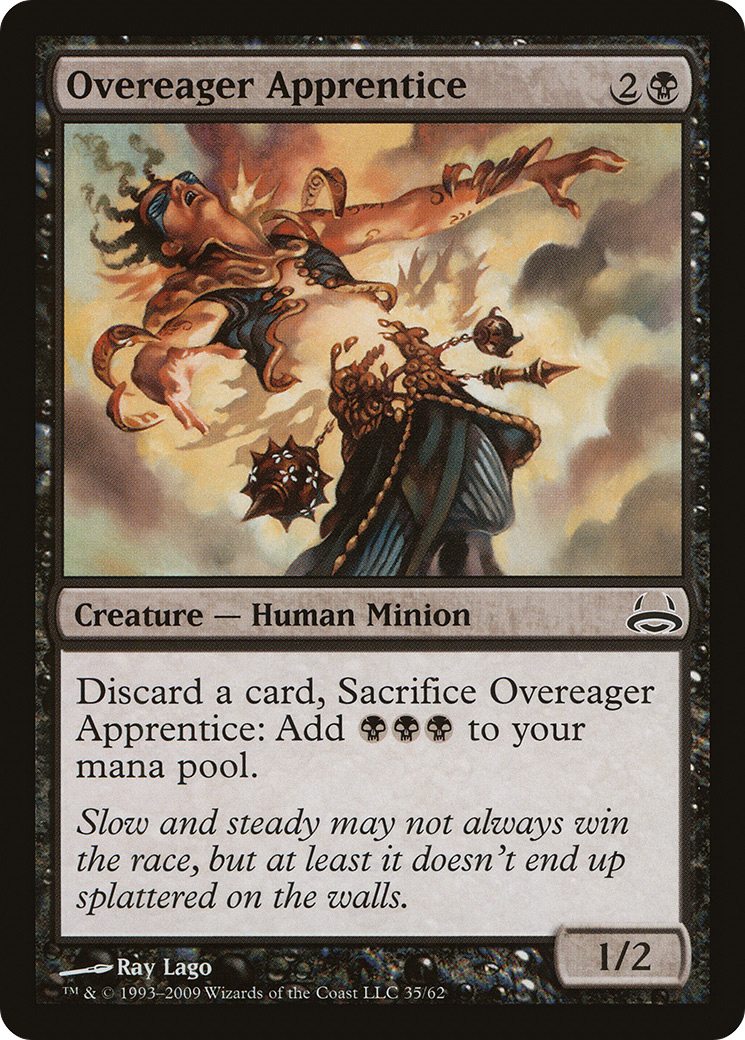 Overeager Apprentice 2
Creature — Human Minion
Discard a card, Sacrifice Overeager
Apprentice: Add to your
mana pool.
Slow and steady may not always win
the race, but at least it doesn't end up
splattered on the walls.
1/2
Ray Lago
™ & © 1993–2009 Wizards of the Coast LLC 35/62